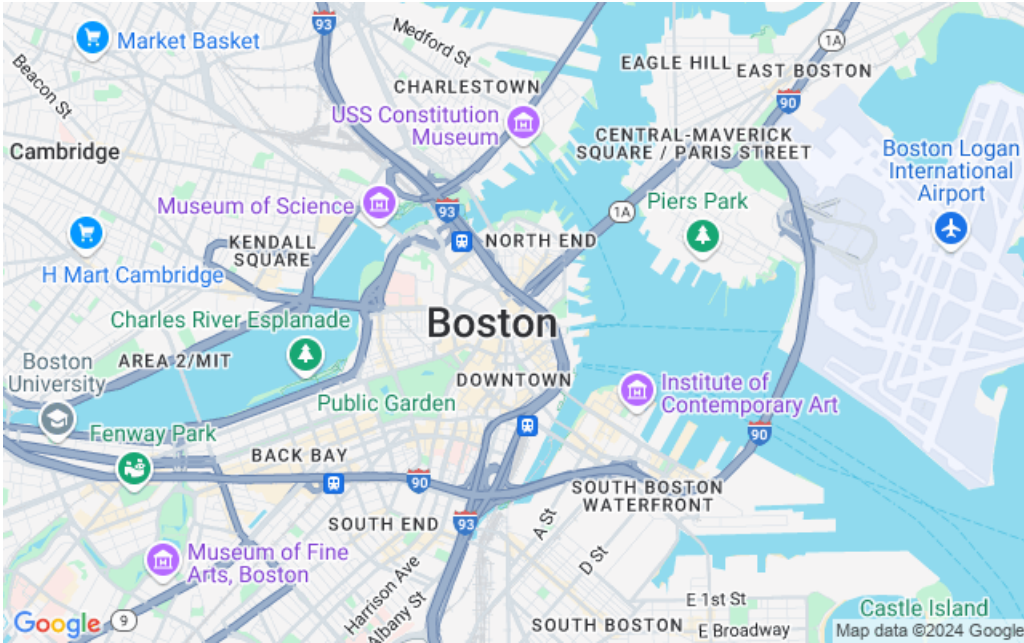 93
Market Basket
Medford St
1A
EAGLE HILL
EAST BOSTON
Beacon St
CHARLESTOWN
90
USS Constitution
Museum
CENTRAL-MAVERICK
SQUARE / PARIS STREET
Cambridge
Boston Logan
International
Airport
Museum of Science
93
1A
Piers Park
KENDALL
SQUARE
NORTH END
H Mart Cambridge
Charles River Esplanade
Boston
AREA 2/MIT
Boston
University
DOWNTOWN
Institute of
Contemporary Art
Public Garden
Fenway Park
90
BACK BAY
90
SOUTH BOSTON
WATERFRONT
SOUTH END
93
A St
D St
Museum of Fine
Arts, Boston
Harrison Ave
Albany St
E 1st St
Castle Island
Google
9
SOUTH BOSTON
E Broadway
Map data ©2024 Google